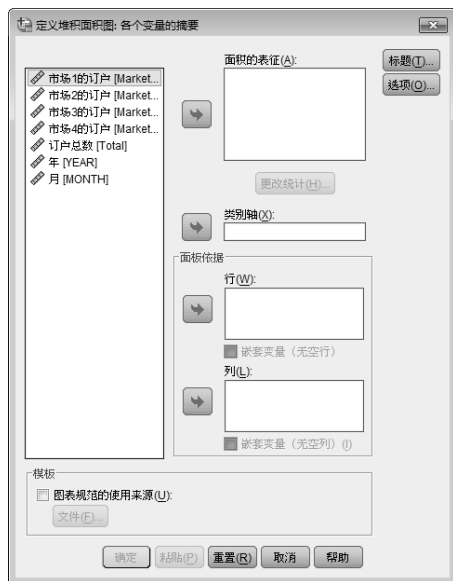 定义堆积面积图: 各个变量的摘要
市场1的订户 [Market...
市场2的订户 [Market...
市场3的订户 [Market...
市场4的订户 [Market...
订户总数 [Total]
年 [YEAR]
月 [MONTH]
面积的表征(A):
更改统计(H)...
类别轴(X):
面板依据
行(W):
嵌套变量（无空行）
列(L):
嵌套变量（无空列）(I)
标题(T)...
选项(O)...
模板
图表规范的使用来源(U):
文件(F)...
确定
粘贴(P)
重置(R)
取消
帮助